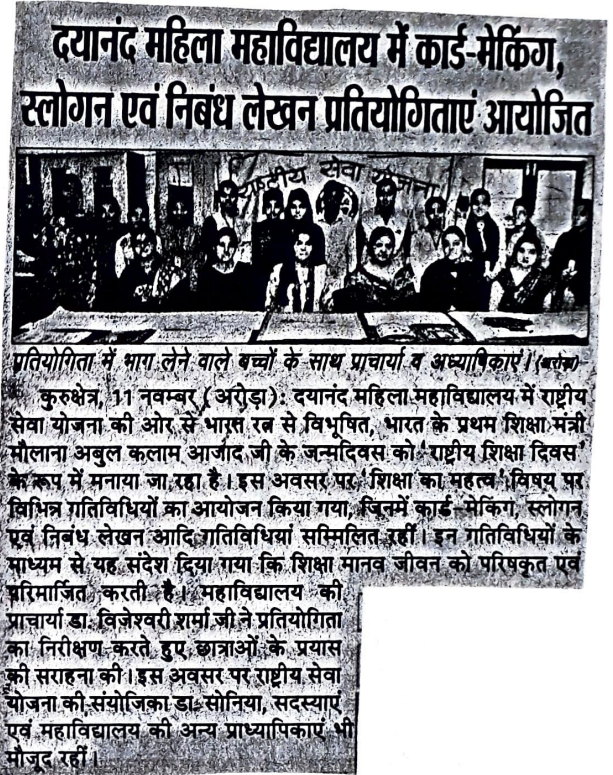 दयानंद महिला महाविद्यालय में कार्ड-मेकिंग,
स्लोगन एवं निबंध लेखन प्रतियोगिताएं आयोजित
राष्ट्रीय सेवा योजना
प्रतियोगिता में भाग लेने वाले बच्चों के साथ प्राचार्या व अध्यापिकाएं। (अरोड़ा)
कुरुक्षेत्र, 11 नवम्बर (अरोड़ा): दयानंद महिला महाविद्यालय में राष्ट्रीय
सेवा योजना की ओर से भारत रत्न से विभूषित, भारत के प्रथम शिक्षा मंत्री
मौलाना अबुल कलाम आजाद जी के जन्मदिवस को 'राष्ट्रीय शिक्षा दिवस'
के रूप में मनाया जा रहा है। इस अवसर पर 'शिक्षा का महत्व' विषय पर
विभिन्न गतिविधियों का आयोजन किया गया, जिनमें कार्ड-मेकिंग, स्लोगन
एवं निबंध लेखन आदि गतिविधियां सम्मिलित रहीं। इन गतिविधियों के
माध्यम से यह संदेश दिया गया कि शिक्षा मानव जीवन को परिषकृत एवं
परिमार्जित करती है। महाविद्यालय की
प्राचार्या डा. विजेश्वरी शर्मा जी ने प्रतियोगिता
का निरीक्षण करते हुए छात्राओं के प्रयास
की सराहना की। इस अवसर पर राष्ट्रीय सेवा
योजना की संयोजिका डा. सोनिया, सदस्याएं
एवं महाविद्यालय की अन्य प्राध्यापिकाएं भी
मौजूद रहीं।